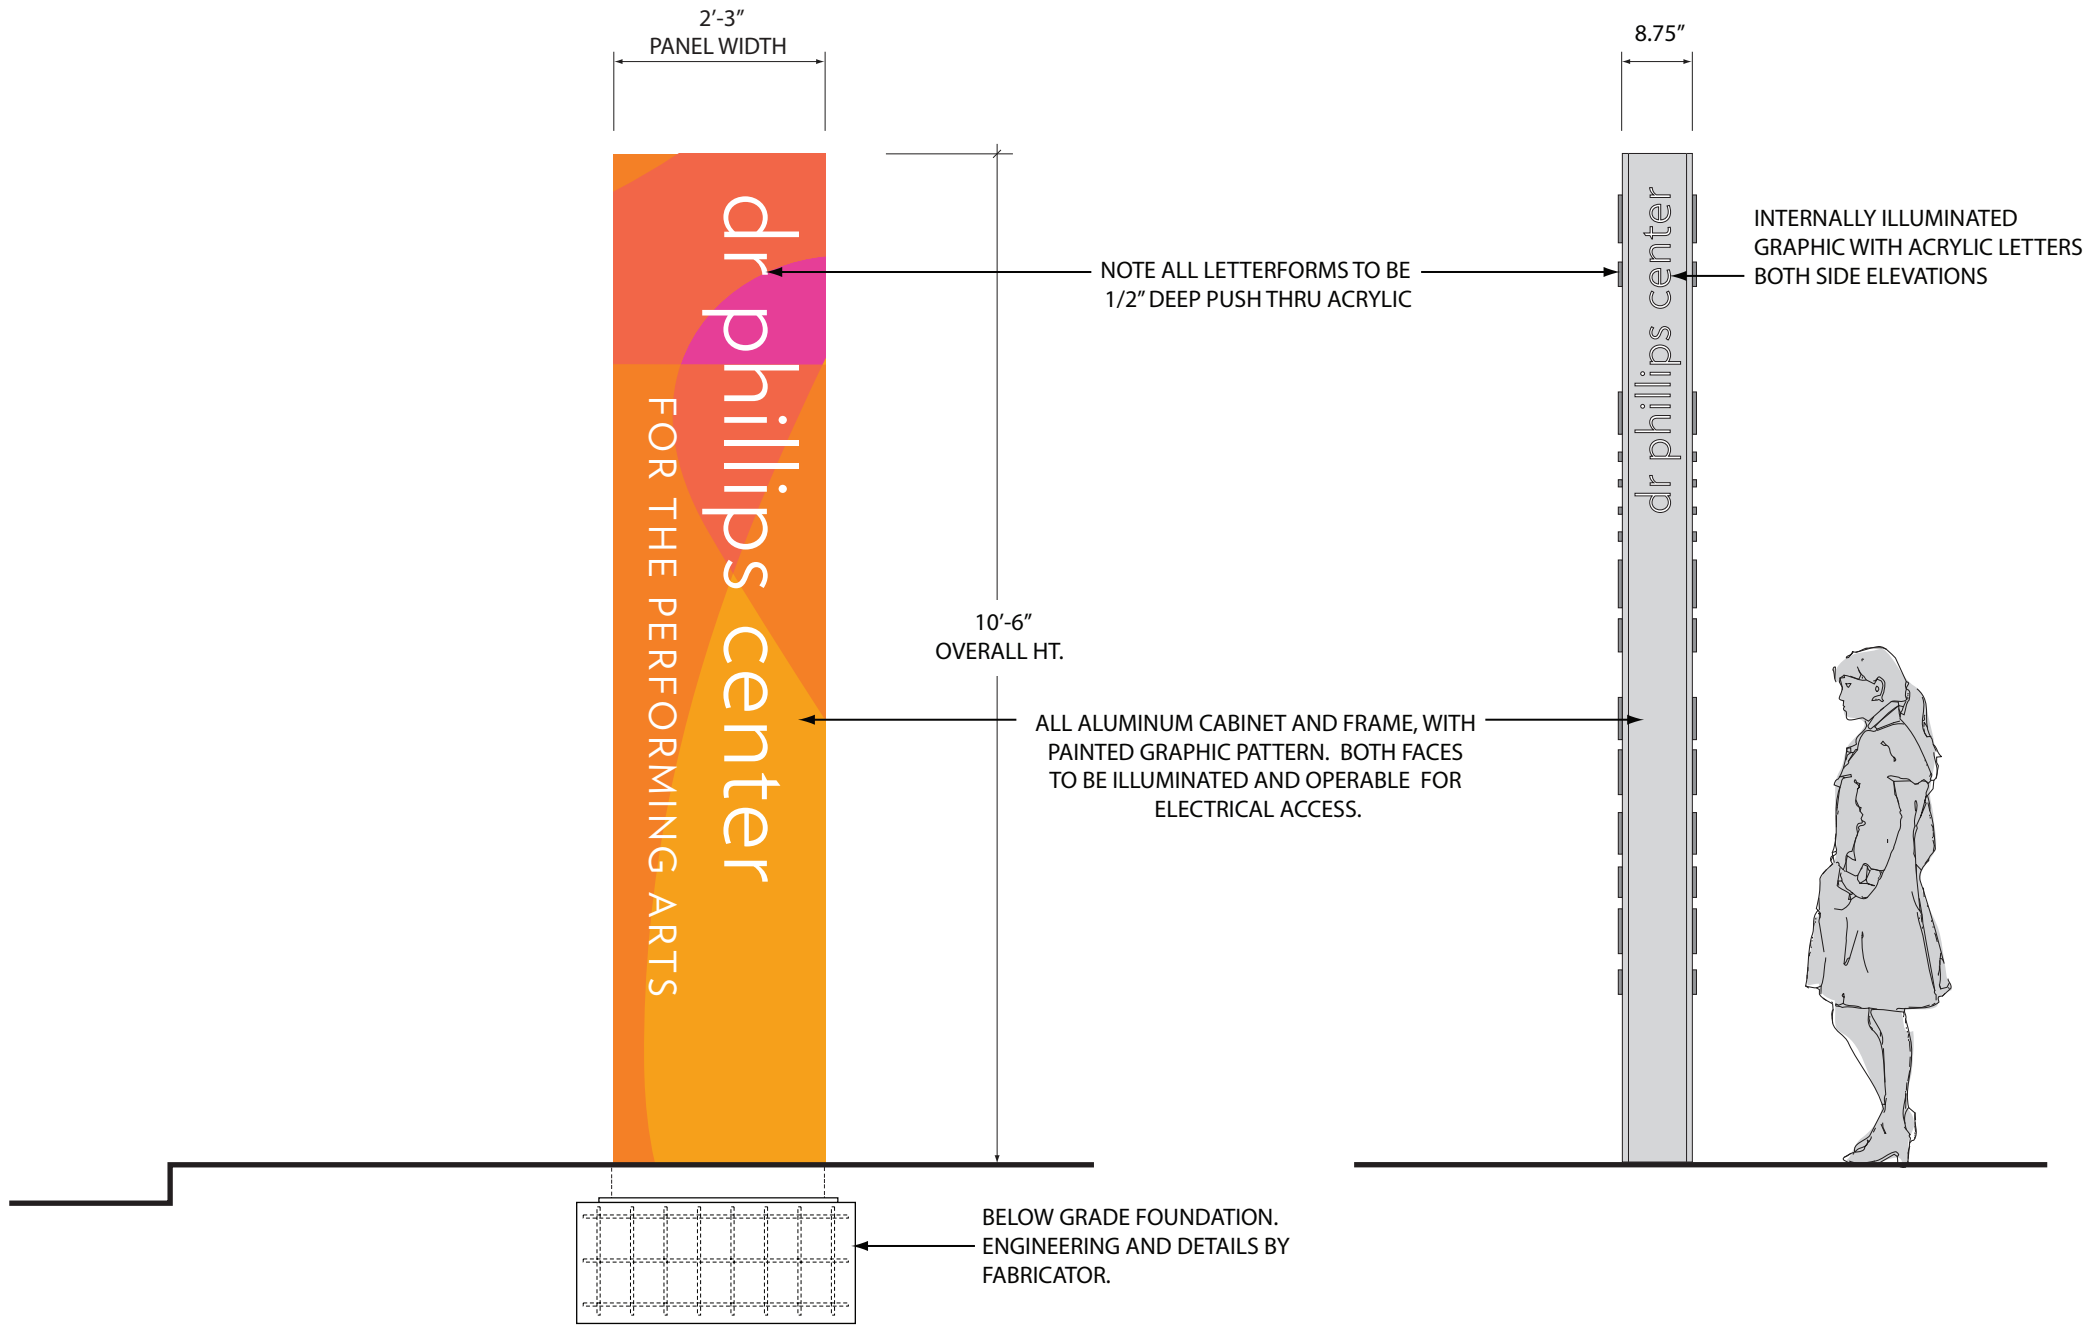 2’-3”
PANEL WIDTH
8.75”
dr phillips center
FOR THE PERFORMING ARTS
NOTE ALL LETTERFORMS TO BE
1/2” DEEP PUSH THRU ACRYLIC
dr phillips center
INTERNALLY ILLUMINATED
GRAPHIC WITH ACRYLIC LETTERS
BOTH SIDE ELEVATIONS
10’-6”
OVERALL HT.
ALL ALUMINUM CABINET AND FRAME, WITH
PAINTED GRAPHIC PATTERN. BOTH FACES
TO BE ILLUMINATED AND OPERABLE FOR
ELECTRICAL ACCESS.
BELOW GRADE FOUNDATION.
ENGINEERING AND DETAILS BY
FABRICATOR.